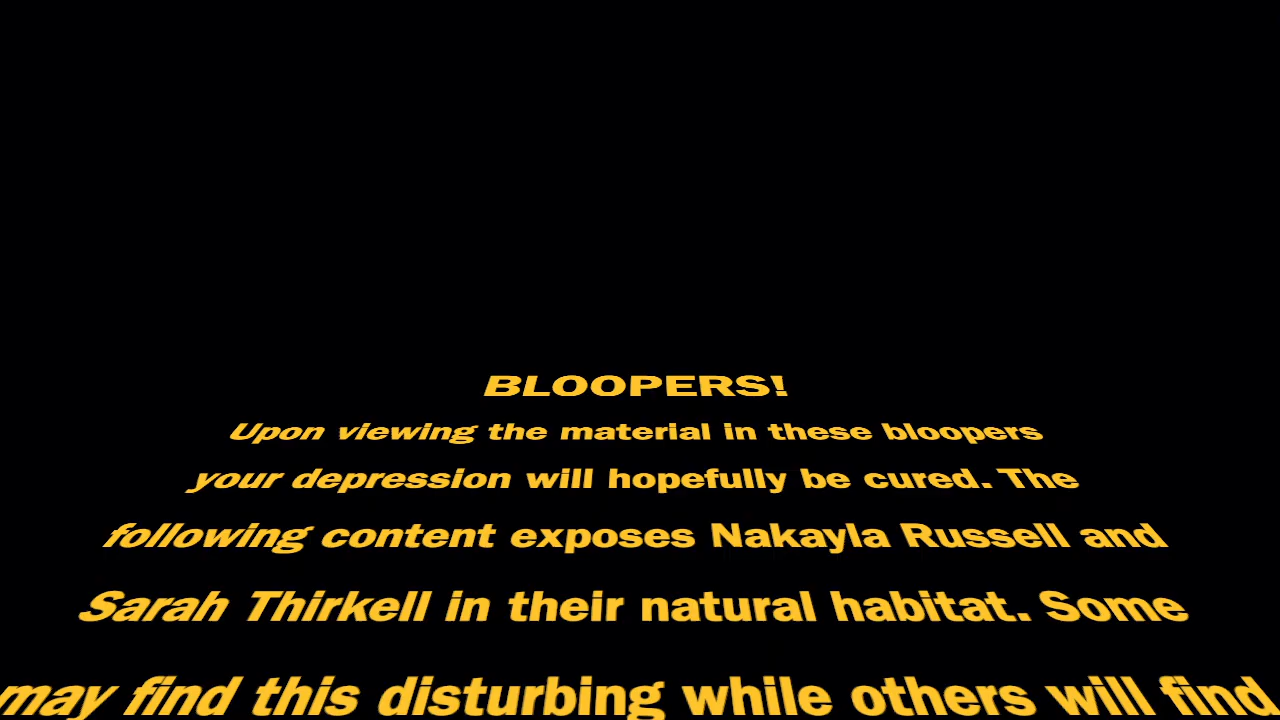 BLOOPERS!
Upon viewing the material in these bloopers
your depression will hopefully be cured. The
following content exposes Nakayla Russell and
Sarah Thirkell in their natural habitat. Some
may find this disturbing while others will find